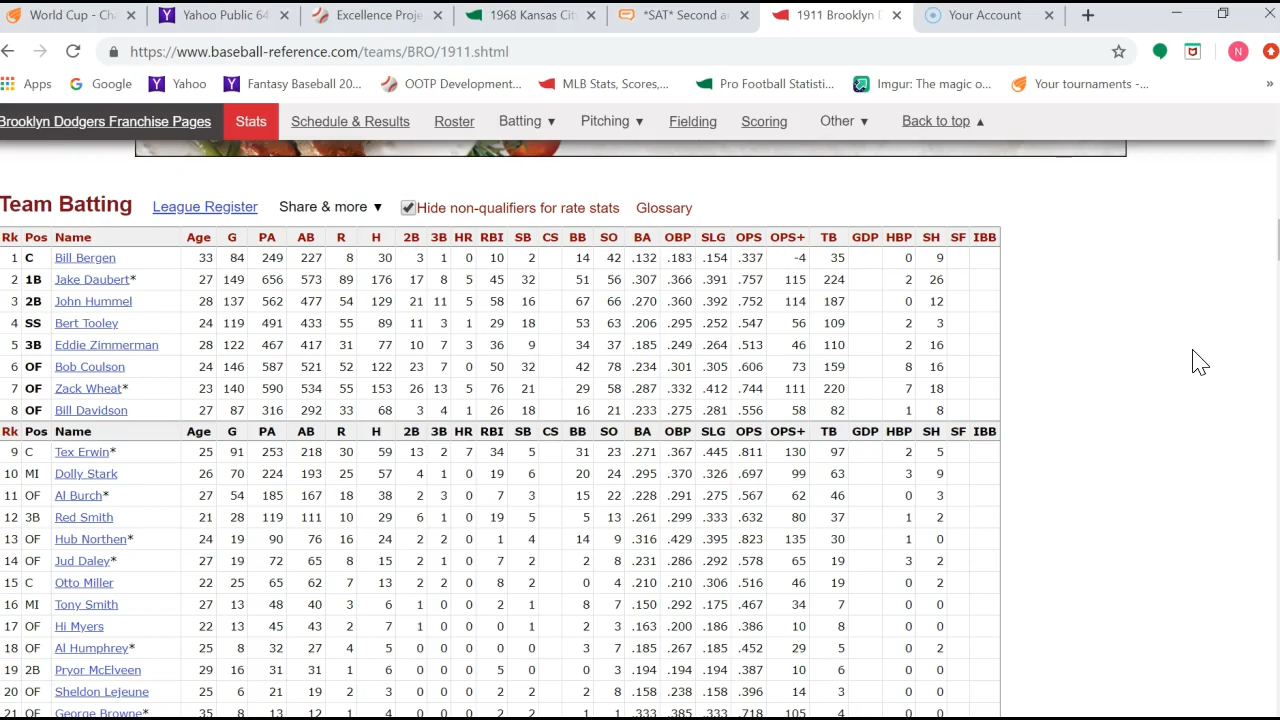 World Cup - Cha
Yahoo Public 64
Excellence Proje
1968 Kansas City
*SAT* Second a
1911 Brooklyn D
Your Account
https://www.baseball-reference.com/teams/BRO/1911.shtml
N
Apps Google Yahoo Fantasy Baseball 20... OOTP Development... MLB Stats, Scores,... Pro Football Statisti... Imgur: The magic o... Your tournaments -... »
Brooklyn Dodgers Franchise Pages Stats Schedule & Results Roster Batting ▼ Pitching ▼ Fielding Scoring Other ▼ Back to top ▲
Team Batting League Register Share & more ▼ Hide non-qualifiers for rate stats Glossary
Rk Pos Name Age G PA AB R H 2B 3B HR RBI SB CS BB SO BA OBP SLG OPS OPS+ TB GDP HBP SH SF IBB
1 C Bill Bergen 33 84 249 227 8 30 3 1 0 10 2 14 42 .132 .183 .154 .337 -4 35 0 9
2 1B Jake Daubert* 27 149 656 573 89 176 17 8 5 45 32 51 56 .307 .366 .391 .757 115 224 2 26
3 2B John Hummel 28 137 562 477 54 129 21 11 5 58 16 67 66 .270 .360 .392 .752 114 187 0 12
4 SS Bert Tooley 24 119 491 433 55 89 11 3 1 29 18 53 63 .206 .295 .252 .547 56 109 2 3
5 3B Eddie Zimmerman 28 122 467 417 31 77 10 7 3 36 9 34 37 .185 .249 .264 .513 46 110 2 16
6 OF Bob Coulson 24 146 587 521 52 122 23 7 0 50 32 42 78 .234 .301 .305 .606 73 159 8 16
7 OF Zack Wheat* 23 140 590 534 55 153 26 13 5 76 21 29 58 .287 .332 .412 .744 111 220 7 18
8 OF Bill Davidson 27 87 316 292 33 68 3 4 1 26 18 16 21 .233 .275 .281 .556 58 82 1 8
Rk Pos Name Age G PA AB R H 2B 3B HR RBI SB CS BB SO BA OBP SLG OPS OPS+ TB GDP HBP SH SF IBB
9 C Tex Erwin* 25 91 253 218 30 59 13 2 7 34 5 31 23 .271 .367 .445 .811 130 97 2 5
10 MI Dolly Stark 26 70 224 193 25 57 4 1 0 19 6 20 24 .295 .370 .326 .697 99 63 3 9
11 OF Al Burch* 27 54 185 167 18 38 2 3 0 7 3 15 22 .228 .291 .275 .567 62 46 0 3
12 3B Red Smith 21 28 119 111 10 29 6 1 0 19 5 5 13 .261 .299 .333 .632 80 37 1 2
13 OF Hub Northen* 24 19 90 76 16 24 2 2 0 1 4 14 9 .316 .429 .395 .823 135 30 1 0
14 OF Jud Daley* 27 19 72 65 8 15 2 1 0 7 2 2 8 .231 .286 .292 .578 65 19 3 2
15 C Otto Miller 22 25 65 62 7 13 2 2 0 8 2 0 4 .210 .210 .306 .516 46 19 0 2
16 MI Tony Smith 27 13 48 40 3 6 1 0 0 2 1 8 7 .150 .292 .175 .467 34 7 0 0
17 OF Hi Myers 22 13 45 43 2 7 1 0 0 0 1 2 3 .163 .200 .186 .386 10 8 0 0
18 OF Al Humphrey* 25 8 32 27 4 5 0 0 0 0 0 3 7 .185 .267 .185 .452 29 5 0 2
19 2B Pryor McElveen 29 16 31 31 1 6 0 0 0 5 0 0 3 .194 .194 .194 .387 10 6 0 0
20 OF Sheldon Lejeune 25 6 21 19 2 3 0 0 0 2 2 2 8 .158 .238 .158 .396 14 3 0 0
21 OF George Browne* 35 8 13 12 1 4 0 0 0 2 2 1 1 .333 .385 .333 .718 105 4 0 0